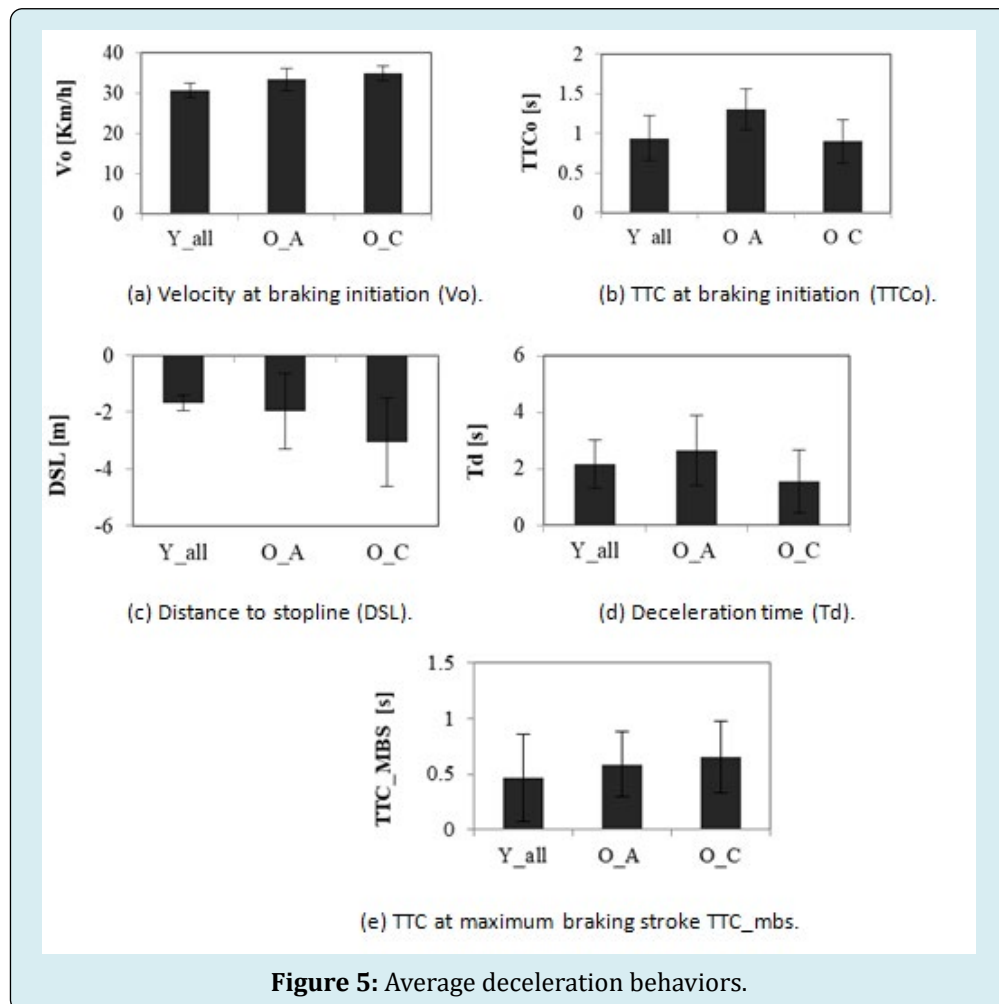 40
30
20
10
0
Vo [Km/h]
Y_all O_A O_C
(a) Velocity at braking initiation (Vo).
2
1.5
1
0.5
0
TTCo [s]
Y_all O_A O_C
(b) TTC at braking initiation (TTCo).
0
-2
-4
-6
DSL [m]
Y_all O_A O_C
(c) Distance to stopline (DSL).
6
4
2
0
Td [s]
Y_all O_A O_C
(d) Deceleration time (Td).
1.5
1
0.5
0
TTC_MBS [s]
Y_all O_A O_C
(e) TTC at maximum braking stroke TTC_mbs.
Figure 5: Average deceleration behaviors.